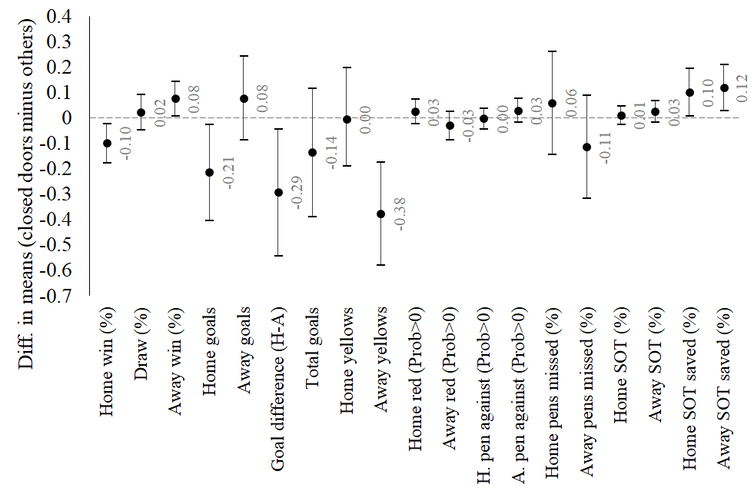 Diff. in means (closed doors minus others)
0.4
0.3
0.2
0.1
0
-0.1
-0.2
-0.3
-0.4
-0.5
-0.6
-0.7
-0.10
0.02
0.08
-0.21
0.08
-0.29
-0.14
0.00
-0.38
0.03
-0.03
0.00
0.03
0.06
-0.11
0.01
0.03
0.10
0.12
Home win (%)
Draw (%)
Away win (%)
Home goals
Away goals
Goal difference (H-A)
Total goals
Home yellows
Away yellows
Home red (Prob>0)
Away red (Prob>0)
H. pen against (Prob>0)
A. pen against (Prob>0)
Home pens missed (%)
Away pens missed (%)
Home SOT (%)
Away SOT (%)
Home SOT saved (%)
Away SOT saved (%)